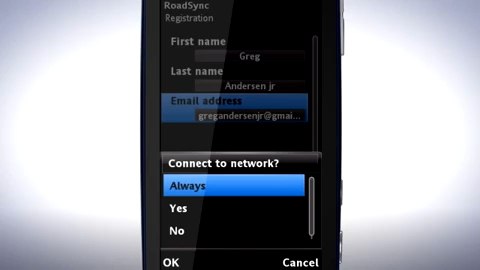 RoadSync
Registration
First name
Greg
Last name
Andersen jr
Email address
gregandersenjr@gmai...
Connect to network?
Always
Yes
No
OK Cancel